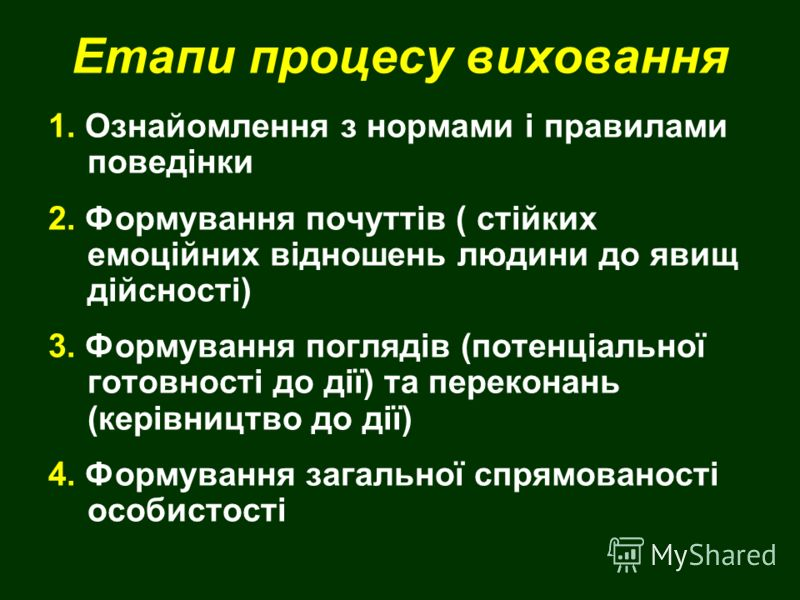 Етапи процесу виховання
1. Ознайомлення з нормами і правилами
поведінки
2. Формування почуттів ( стійких
емоційних відношень людини до явищ
дійсності)
3. Формування поглядів (потенціальної
готовності до дії) та переконань
(керівництво до дії)
4. Формування загальної спрямованості
особистості
MyShared